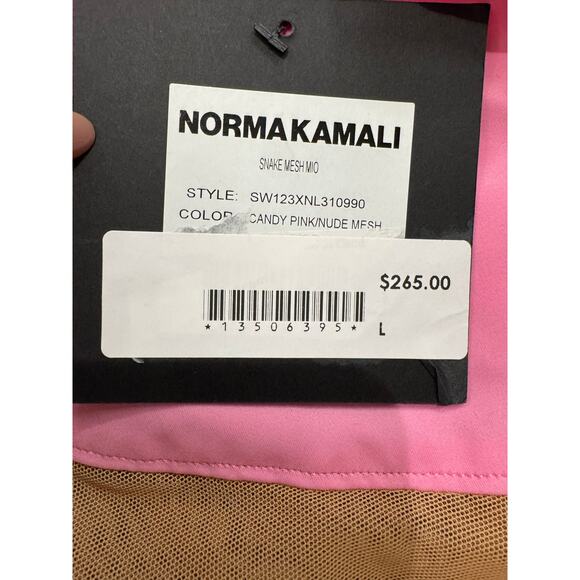 NORMA KAMALI
SNAKE MESH MIO
STYLE: SW123XNL310990
COLOR: CANDY PINK/NUDE MESH
$265.00
*13506395* L